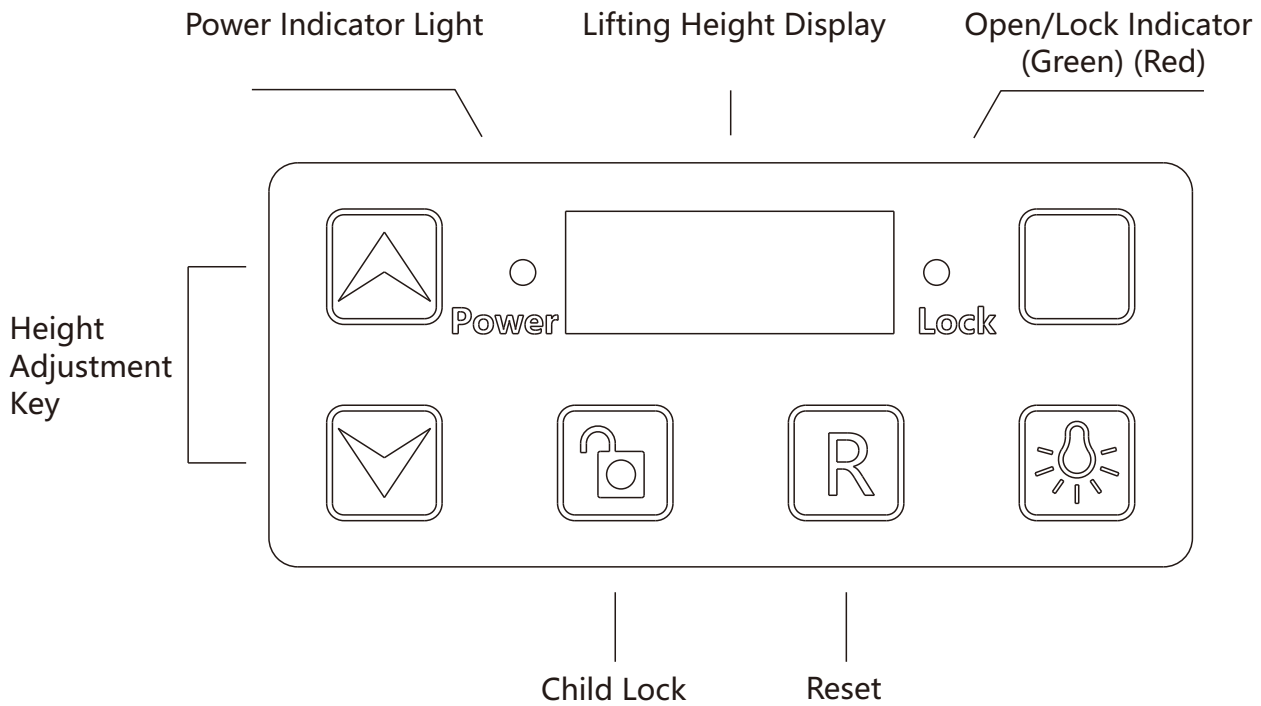 Power Indicator Light
Lifting Height Display
Open/Lock Indicator
(Green) (Red)
Power
Lock
Height
Adjustment
Key
R
Child Lock
Reset